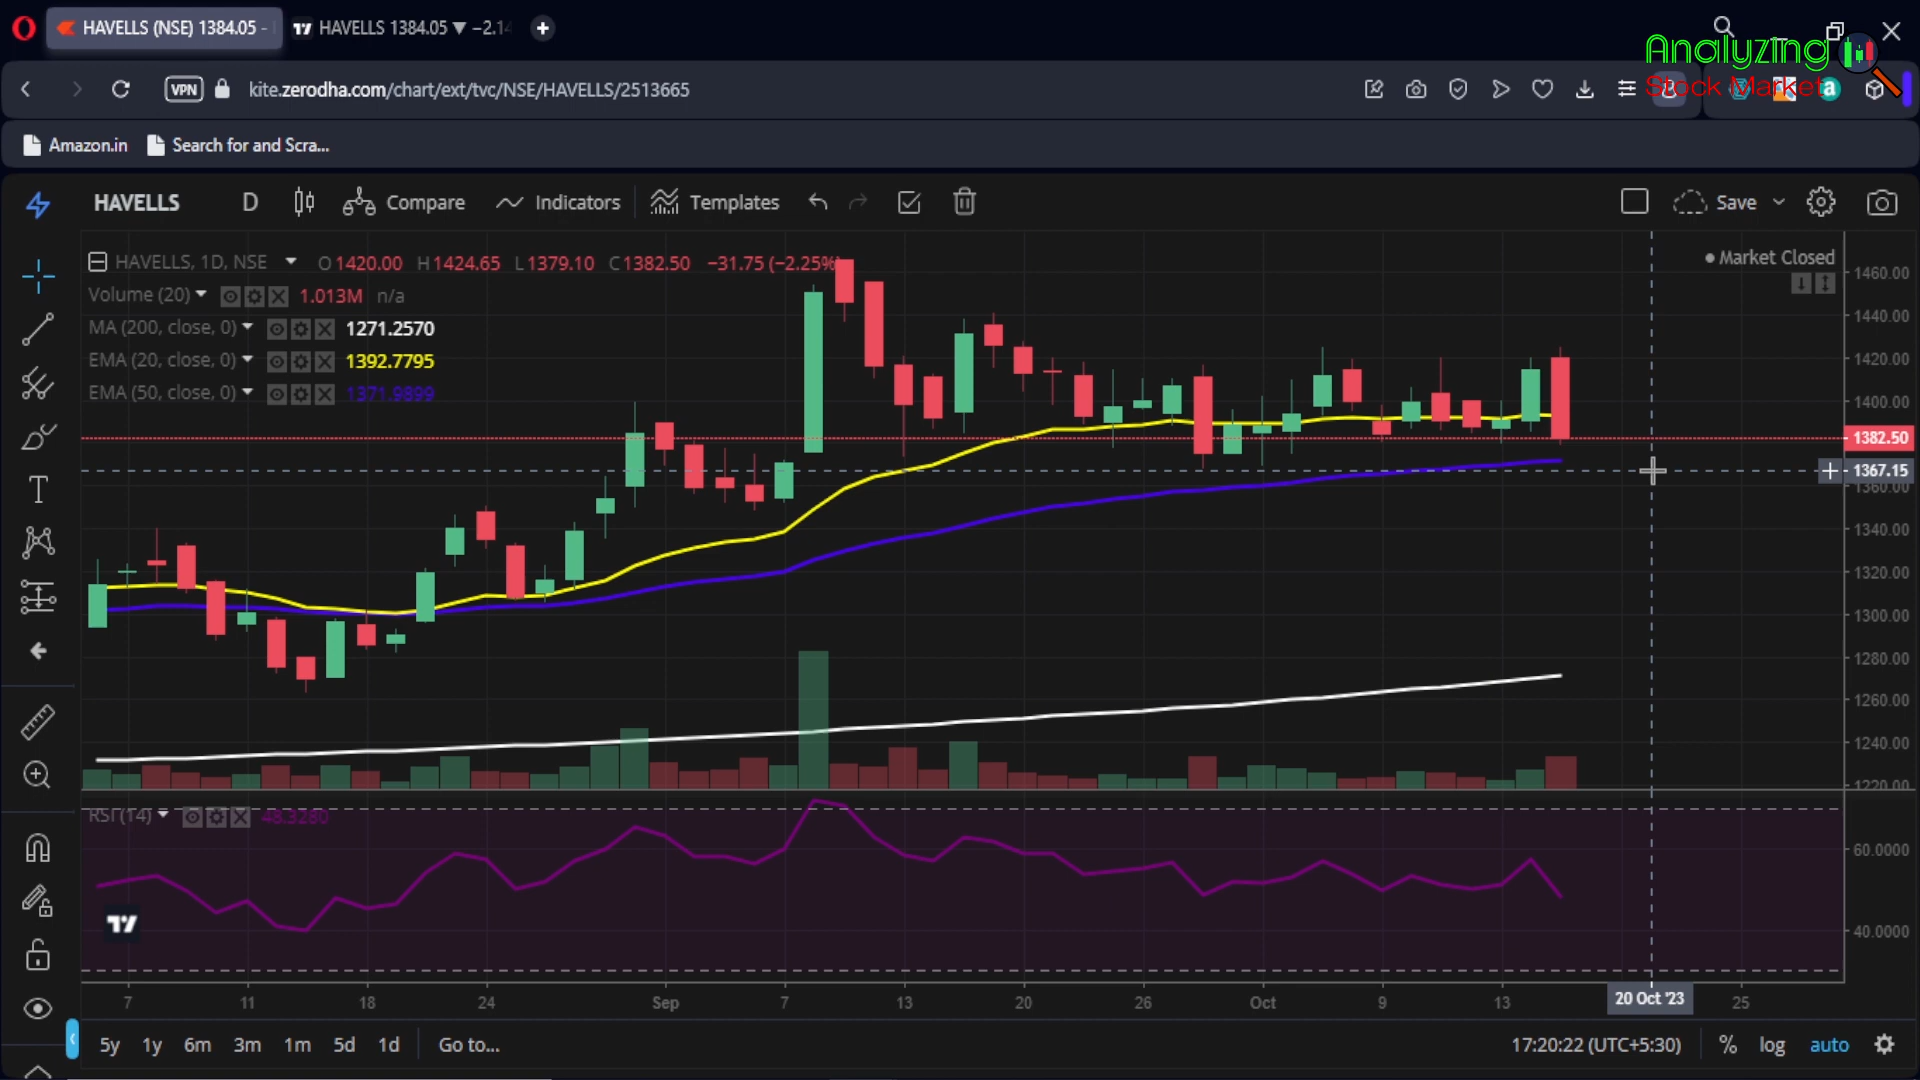 HAVELLS (NSE) 1384.05 -
HAVELLS 1384.05 ▼ −2.14
Analyzing
Stock Market
VPN
kite.zerodha.com/chart/ext/tvc/NSE/HAVELLS/2513665
Amazon.in
Search for and Scra...
HAVELLS
D
Compare
Indicators
Templates
Save
HAVELLS, 1D, NSE
O1420.00 H1424.65 L1379.10 C1382.50 −31.75 (−2.25%)
Market Closed
Volume (20)
1.013M n/a
MA (200, close, 0)
1271.2570
EMA (20, close, 0)
1392.7795
EMA (50, close, 0)
1371.9899
1460.00
1440.00
1420.00
1400.00
1382.50
1367.15
1360.00
1340.00
1320.00
1300.00
1280.00
1260.00
1240.00
1220.00
RSI (14)
48.3280
60.0000
40.0000
7 11 18 24 Sep 7 13 20 26 Oct 9 13 20 Oct '23 25
5y 1y 6m 3m 1m 5d 1d Go to...
17:20:22 (UTC+5:30) % log auto